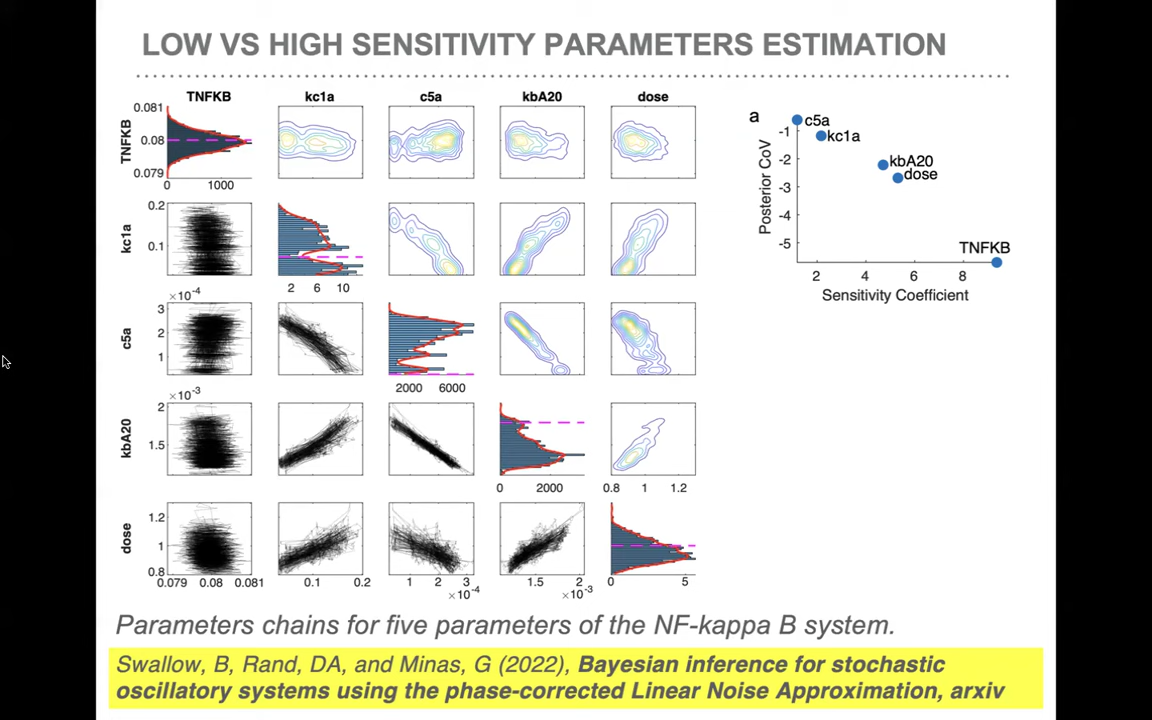 LOW VS HIGH SENSITIVITY PARAMETERS ESTIMATION
TNFKB kc1a c5a kbA20 dose
TNFKB
0.081
0.08
0.079
0 1000
kc1a
0.2
0.1
2 6 10
×10⁻⁴
c5a
3
2
1
2000 6000
×10⁻³
kbA20
2
1.5
0 2000
0.8 1 1.2
dose
1.2
1
0.8
0.079 0.08 0.081
0.1 0.2
1 2 3
×10⁻⁴
1.5 2
×10⁻³
0 5
a
Posterior CoV
-1
-2
-3
-4
-5
c5a
kc1a
kbA20
dose
TNFKB
2 4 6 8
Sensitivity Coefficient
Parameters chains for five parameters of the NF-kappa B system.
Swallow, B, Rand, DA, and Minas, G (2022), Bayesian inference for stochastic
oscillatory systems using the phase-corrected Linear Noise Approximation, arxiv